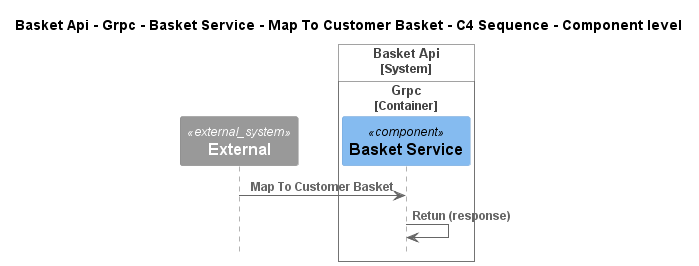 Basket Api - Grpc - Basket Service - Map To Customer Basket - C4 Sequence - Component level
Basket Api
[System]
Grpc
[Container]
«external_system»
External
«component»
Basket Service
Map To Customer Basket
Retun (response)